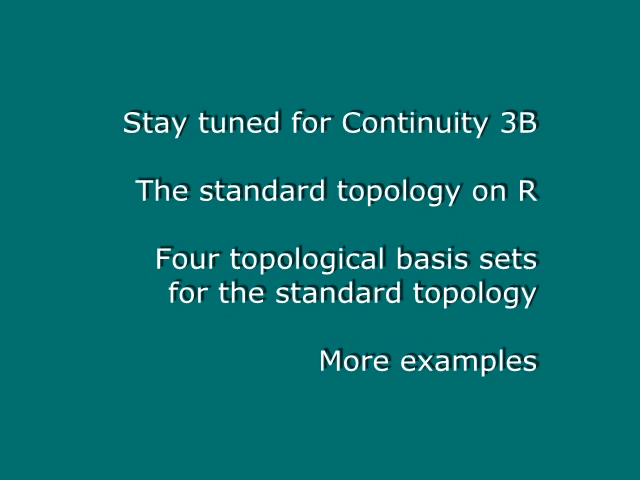 Stay tuned for Continuity 3B
The standard topology on R
Four topological basis sets
for the standard topology
More examples